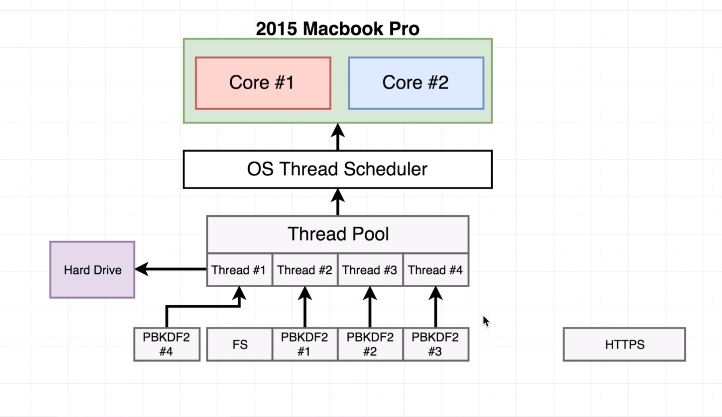 2015 Macbook Pro
Core #1
Core #2
OS Thread Scheduler
Thread Pool
Hard Drive
Thread #1
Thread #2
Thread #3
Thread #4
PBKDF2
#4
FS
PBKDF2
#1
PBKDF2
#2
PBKDF2
#3
HTTPS